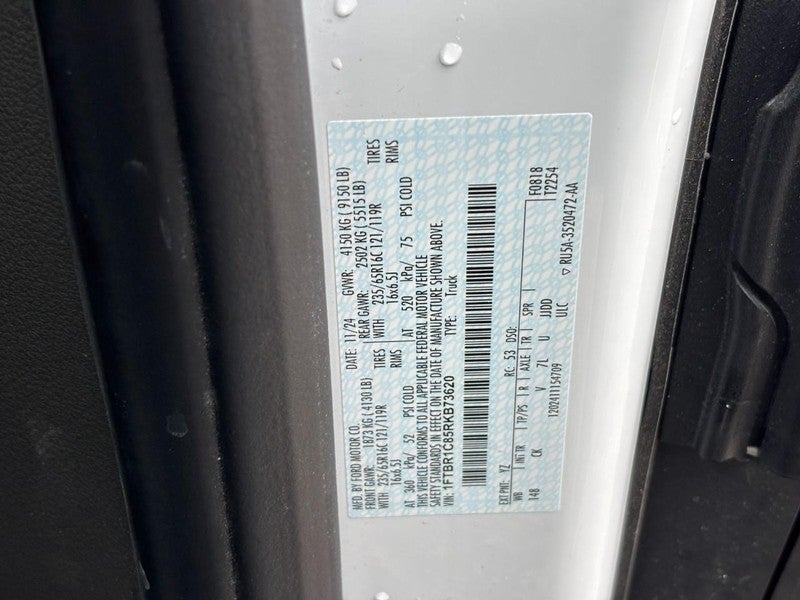 MFD. BY FORD MOTOR CO. DATE: 11/24 GVWR: 4150 KG ( 9150 LB)
FRONT GAWR: 1873 KG ( 4130 LB) REAR GAWR: 2502 KG ( 5515 LB)
WITH 235/65R16C 121/119R TIRES WITH 235/65R16C 121/119R TIRES
16x6.5J RIMS 16x6.5J RIMS
AT 360 kPa/ 52 PSI COLD AT 520 kPa/ 75 PSI COLD
THIS VEHICLE CONFORMS TO ALL APPLICABLE FEDERAL MOTOR VEHICLE
SAFETY STANDARDS IN EFFECT ON THE DATE OF MANUFACTURE SHOWN ABOVE.
VIN: 1FTBR1C85RKB73620 TYPE: Truck
EXT PNT: YZ RC: 53 DSO: F0818
WB INT TR TP/PS R AXLE TR SPR T2254
148 CK V 7L U JJDD
1202411154709 ULC ▽ RU5A-3520472-AA